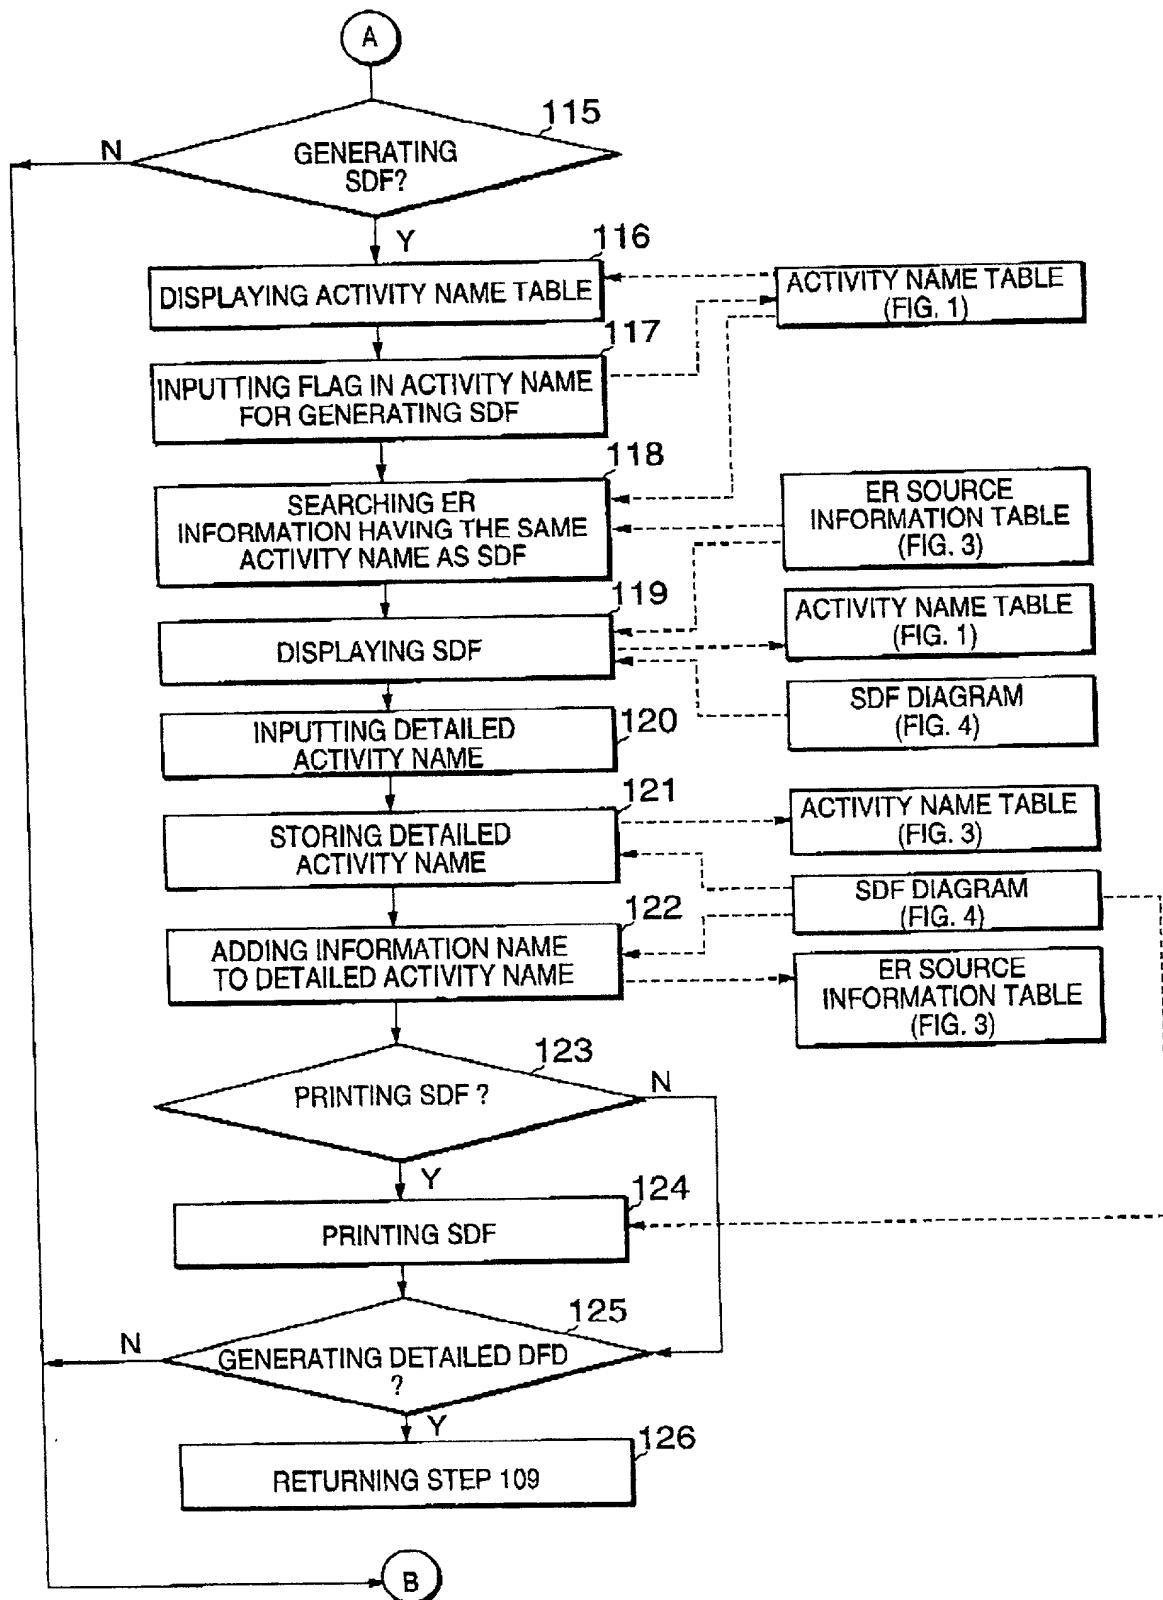 A
115
N
GENERATING
SDF?
Y
116
DISPLAYING ACTIVITY NAME TABLE
ACTIVITY NAME TABLE
(FIG. 1)
117
INPUTTING FLAG IN ACTIVITY NAME
FOR GENERATING SDF
118
SEARCHING ER
INFORMATION HAVING THE SAME
ACTIVITY NAME AS SDF
ER SOURCE
INFORMATION TABLE
(FIG. 3)
119
DISPLAYING SDF
ACTIVITY NAME TABLE
(FIG. 1)
SDF DIAGRAM
(FIG. 4)
INPUTTING DETAILED
ACTIVITY NAME
120
121
STORING DETAILED
ACTIVITY NAME
ACTIVITY NAME TABLE
(FIG. 3)
SDF DIAGRAM
(FIG. 4)
122
ADDING INFORMATION NAME
TO DETAILED ACTIVITY NAME
ER SOURCE
INFORMATION TABLE
(FIG. 3)
123
PRINTING SDF ?
N
Y
124
PRINTING SDF
125
N
GENERATING DETAILED DFD
?
Y
126
RETURNING STEP 109
B